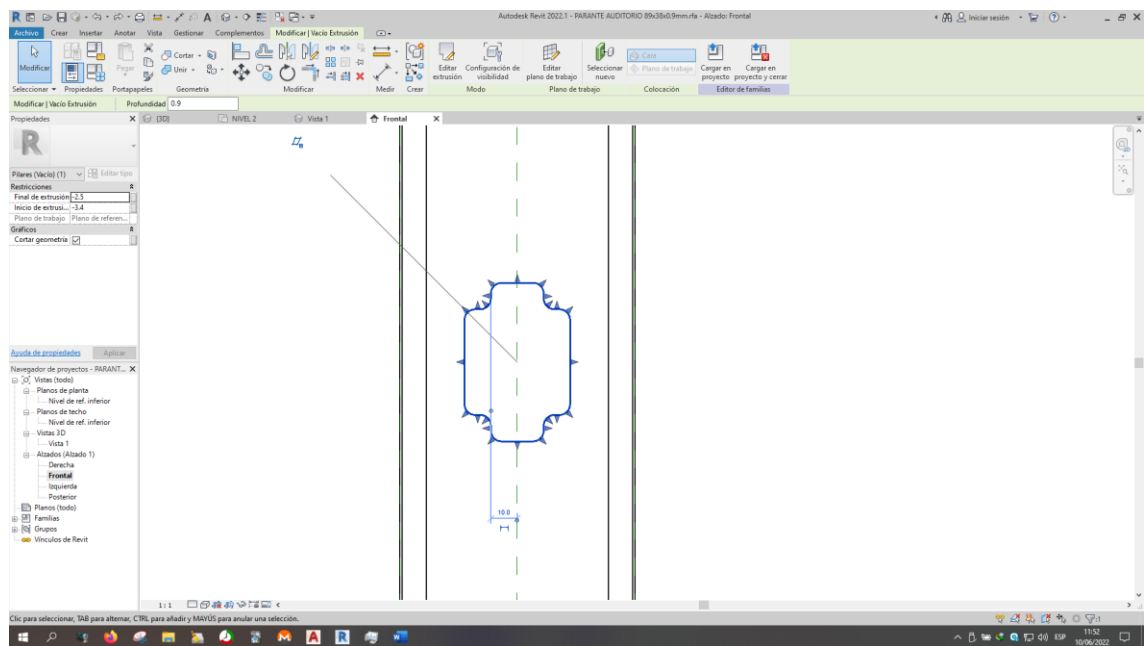 Autodesk Revit 2022.1 - PARANTE AUDITORIO 89x38x0.9mm.rfa - Alzado: Frontal
Iniciar sesión
Archivo Crear Insertar Anotar Vista Gestionar Complementos Modificar | Vacío Extrusión
Modificar
Pegar
Cortar
Unir
Editar extrusión
Configuración de visibilidad
Editar plano de trabajo
Seleccionar nuevo
Cara
Plano de trabajo
Cargar en proyecto
Cargar en proyecto y cerrar
Seleccionar Propiedades Portapapeles Geometría Modificar Medir Crear Modo Plano de trabajo Colocación Editor de familias
Modificar | Vacío Extrusión Profundidad 0.9
Propiedades
{3D} NIVEL 2 Vista 1 Frontal
Pilares (Vacío) (1) Editar tipo
Restricciones
Final de extrusión -2.5
Inicio de extrusi... -3.4
Plano de trabajo Plano de referen...
Gráficos
Cortar geometría
Ayuda de propiedades Aplicar
Navegador de proyectos - PARANT...
Vistas (todo)
Planos de planta
Nivel de ref. inferior
Planos de techo
Nivel de ref. inferior
Vistas 3D
Vista 1
Alzados (Alzado 1)
Derecha
Frontal
Izquierda
Posterior
Planos (todo)
Familias
Grupos
Vínculos de Revit
10.0
1:1
Clic para seleccionar, TAB para alternar, CTRL para añadir y MAYÚS para anular una selección.
ESP
11:52
10/06/2022